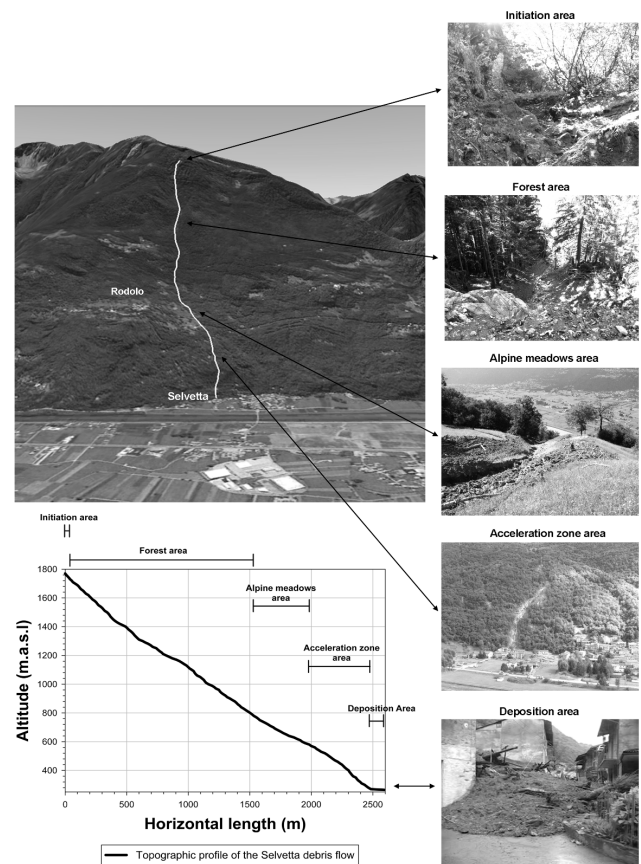 Initiation area
Forest area
Rodolo
Alpine meadows area
Selvetta
Initiation area
Acceleration zone area
Forest area
1800
Alpine meadows
area
1600
1400
Acceleration zone
area
1200
1000
Deposition area
Deposition Area
800
600
400
Altitude (m.a.s.l)
0 500 1000 1500 2000 2500
Horizontal length (m)
Topographic profile of the Selvetta debris flow